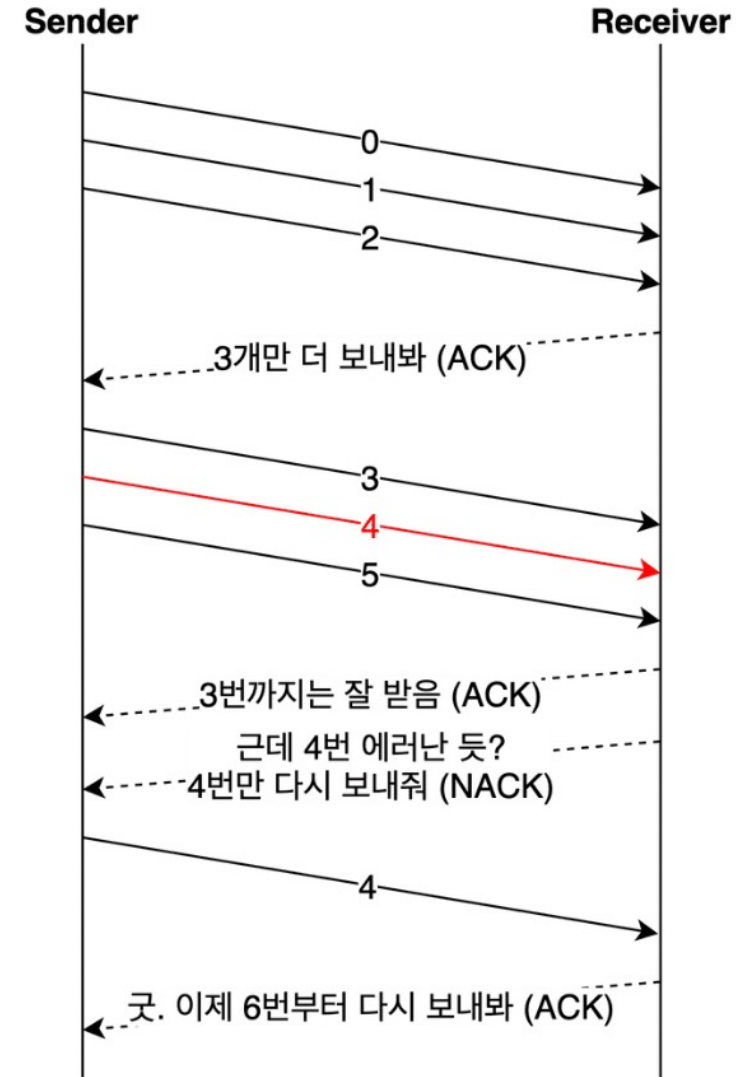 Sender
Receiver
0
1
2
3개만 더 보내봐 (ACK)
3
4
5
3번까지는 잘 받음 (ACK)
근데 4번 에러난 듯?
4번만 다시 보내줘 (NACK)
4
굿. 이제 6번부터 다시 보내봐 (ACK)